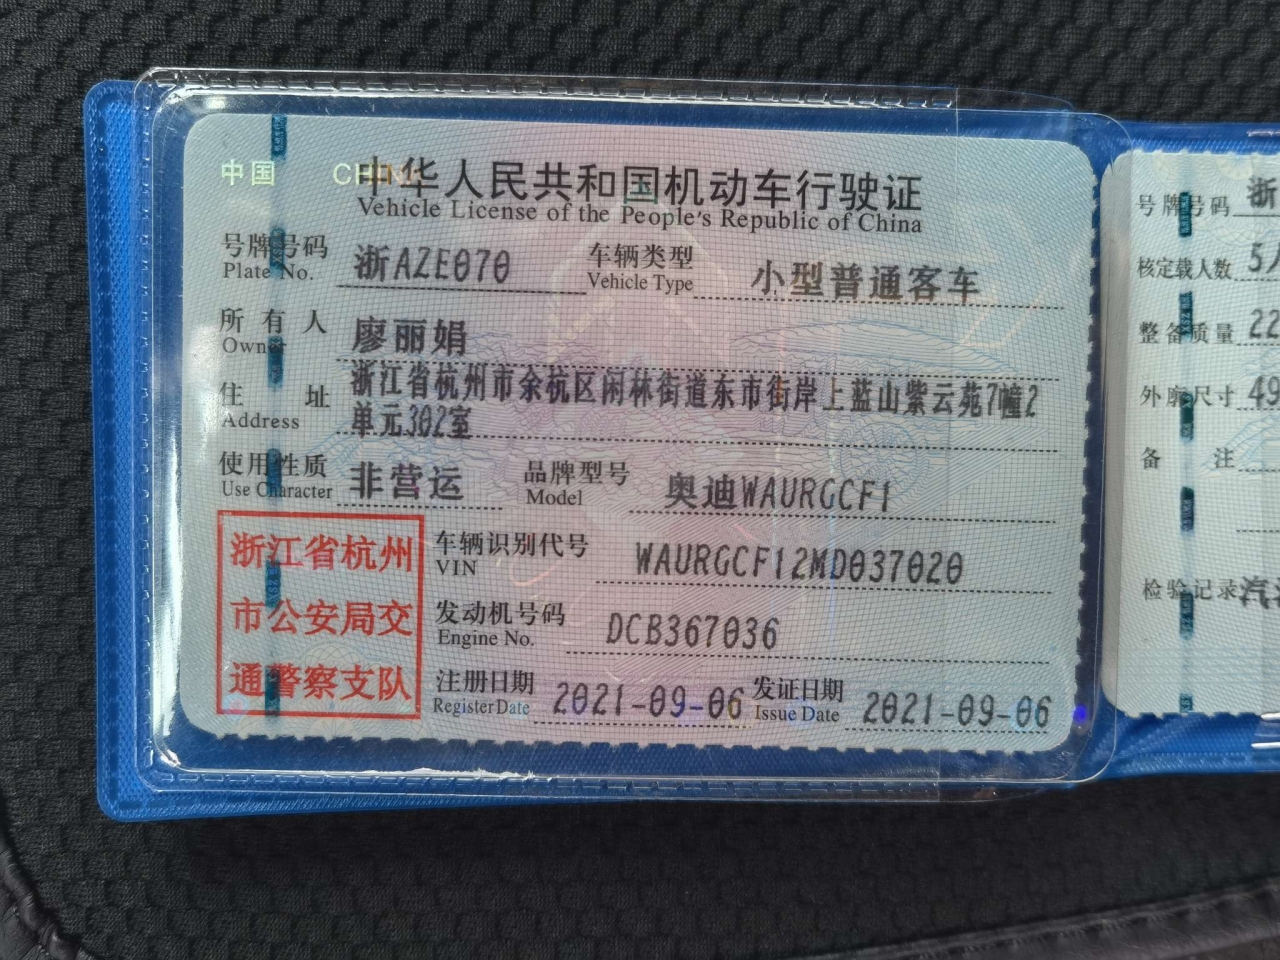 中国 CHINA
中华人民共和国机动车行驶证
Vehicle License of the People's Republic of China
号牌号码 浙AZE070 车辆类型 小型普通客车
Plate No. Vehicle Type
所有人 廖丽娟
Owner
住址 浙江省杭州市余杭区闲林街道东市街岸上蓝山紫云苑7幢2
Address 单元302室
使用性质 非营运 品牌型号 奥迪WAURGCF1
Use Character Model
浙江省杭州
市公安局交
通警察支队
车辆识别代号 WAURGCF12MD037020
VIN
发动机号码 DCB367036
Engine No.
注册日期 2021-09-06 发证日期 2021-09-06
Register Date Issue Date
号牌号码 浙
核定载人数 5
整备质量 22
外廓尺寸 49
备注
检验记录 汽